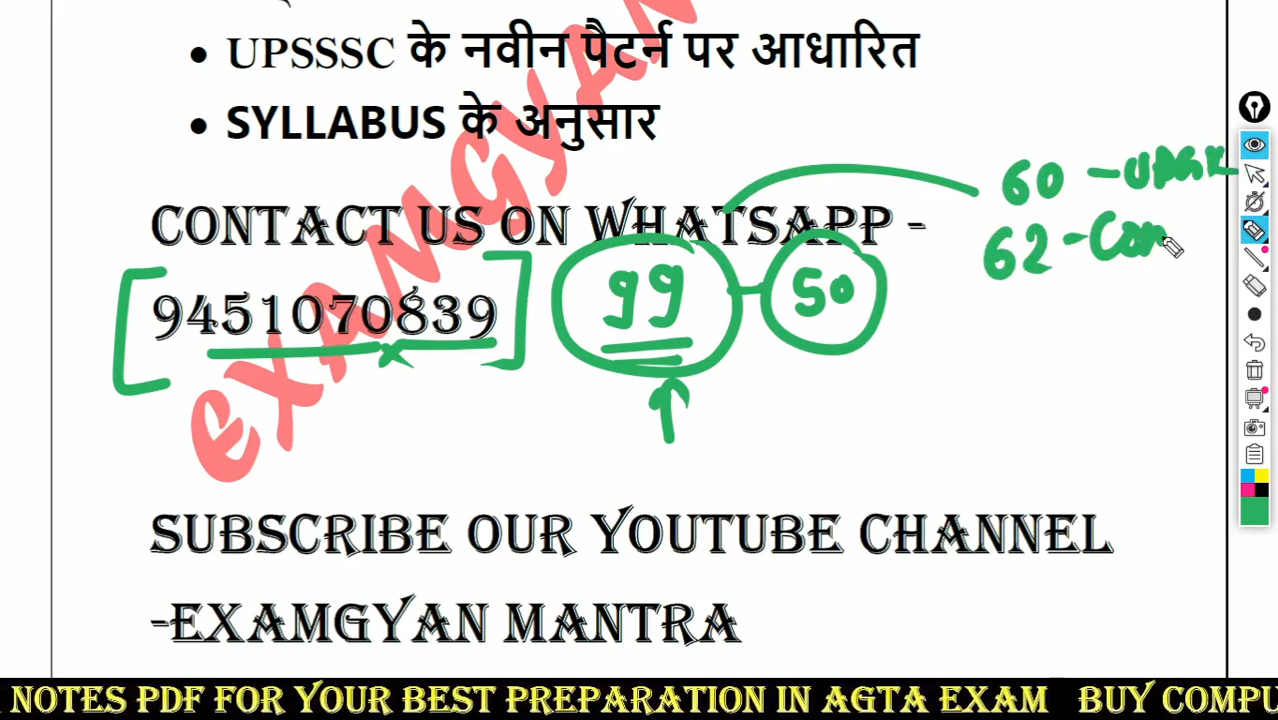 • UPSSSC के नवीन पैटर्न पर आधारित
• SYLLABUS के अनुसार
EXAMGYAN
CONTACT US ON WHATSAPP -
9451070839
99 - 50
60 -
62 -
SUBSCRIBE OUR YOUTUBE CHANNEL
-EXAMGYAN MANTRA
NOTES PDF FOR YOUR BEST PREPARATION IN AGTA EXAM BUY COMPU